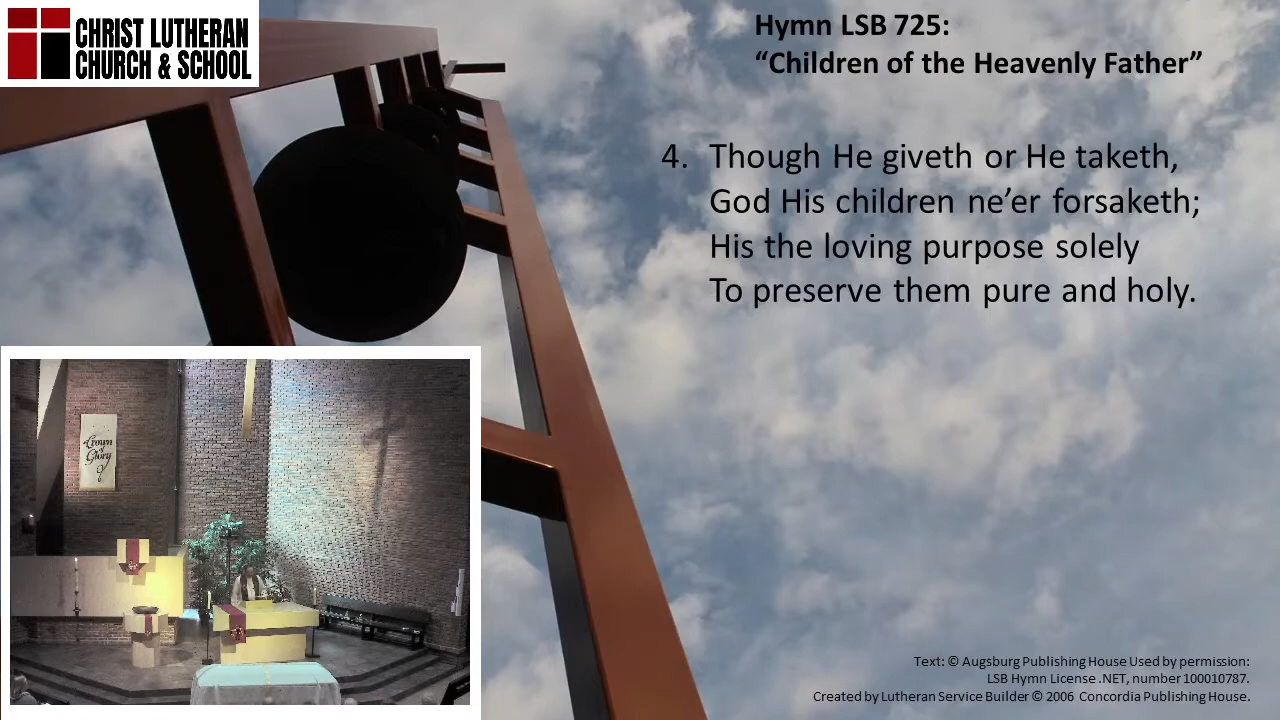 CHRIST LUTHERAN
CHURCH & SCHOOL
Hymn LSB 725:
“Children of the Heavenly Father”
4. Though He giveth or He taketh,
God His children ne’er forsaketh;
His the loving purpose solely
To preserve them pure and holy.
Crown
Glory
Text: © Augsburg Publishing House Used by permission:
LSB Hymn License .NET, number 100010787.
Created by Lutheran Service Builder © 2006 Concordia Publishing House.